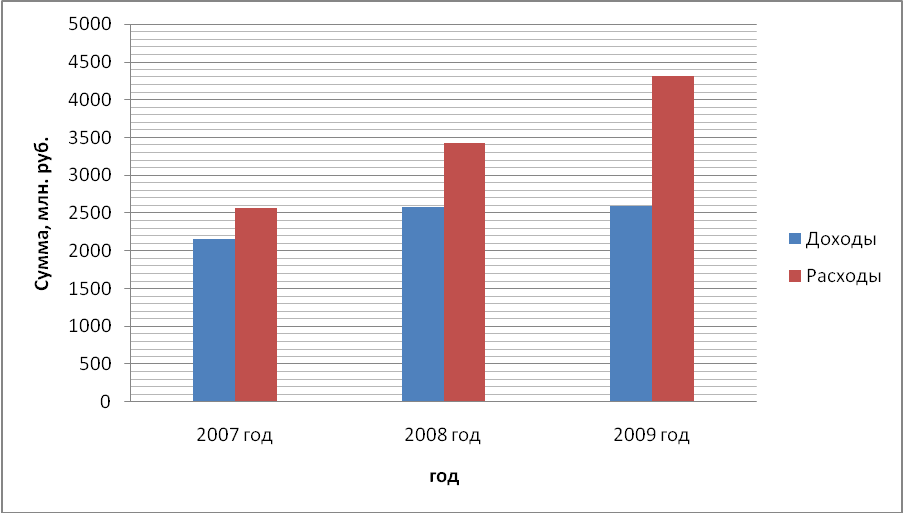 5000
4500
4000
3500
3000
2500
2000
1500
1000
500
0
Сумма, млн. руб.
2007 год
2008 год
2009 год
год
Доходы
Расходы